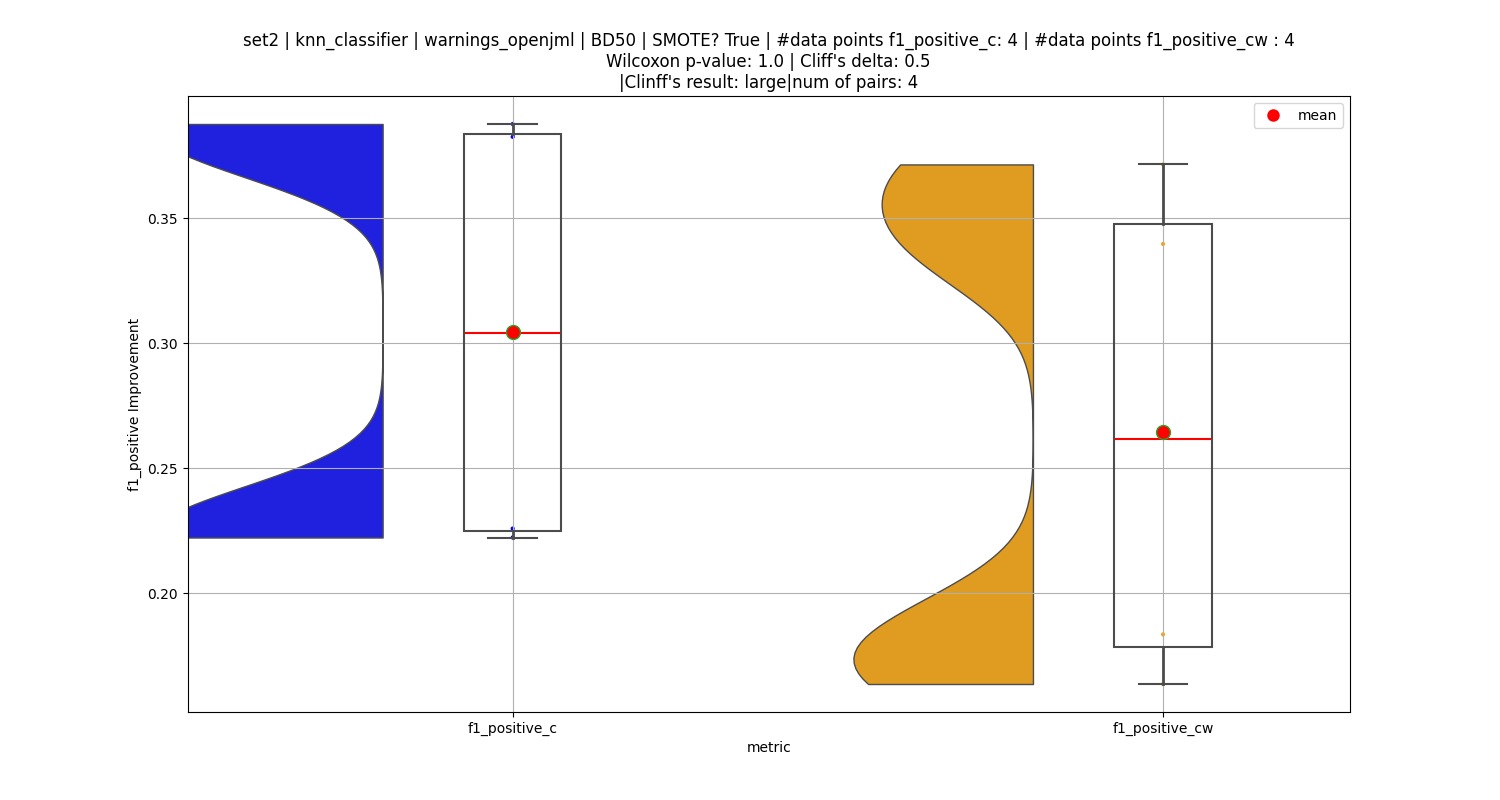 set2 | knn_classifier | warnings_openjml | BD50 | SMOTE? True | #data points f1_positive_c: 4 | #data points f1_positive_cw : 4
Wilcoxon p-value: 1.0 | Cliff's delta: 0.5
|Clinff's result: large|num of pairs: 4
mean
f1_positive Improvement
0.35
0.30
0.25
0.20
f1_positive_c
f1_positive_cw
metric